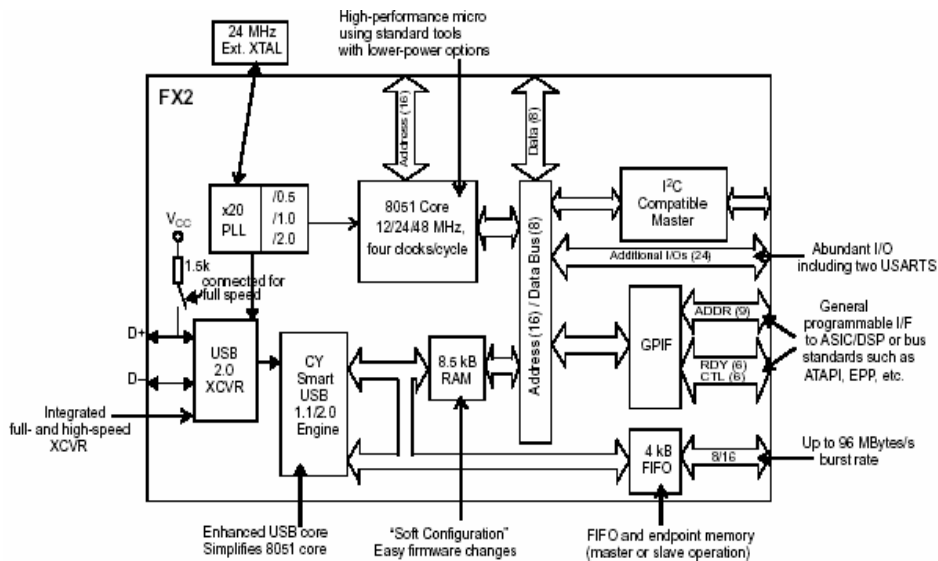 High-performance micro
using standard tools
with lower-power options
24 MHz
Ext. XTAL
FX2
Address (16)
Data (8)
x20
PLL
/0.5
/1.0
/2.0
8051 Core
12/24/48 MHz,
four clocks/cycle
I²C
Compatible
Master
VCC
1.5k
connected for
full speed
Additional I/Os (24)
Abundant I/O
including two USARTS
Address (16) / Data Bus (8)
D+
D–
USB
2.0
XCVR
CY
Smart
USB
1.1/2.0
Engine
8.5 kB
RAM
GPIF
ADDR (9)
RDY (6)
CTL (6)
General
programmable I/F
to ASIC/DSP or bus
standards such as
ATAPI, EPP, etc.
Integrated
full- and high-speed
XCVR
4 kB
FIFO
8/16
Up to 96 MBytes/s
burst rate
Enhanced USB core
Simplifies 8051 core
“Soft Configuration”
Easy firmware changes
FIFO and endpoint memory
(master or slave operation)